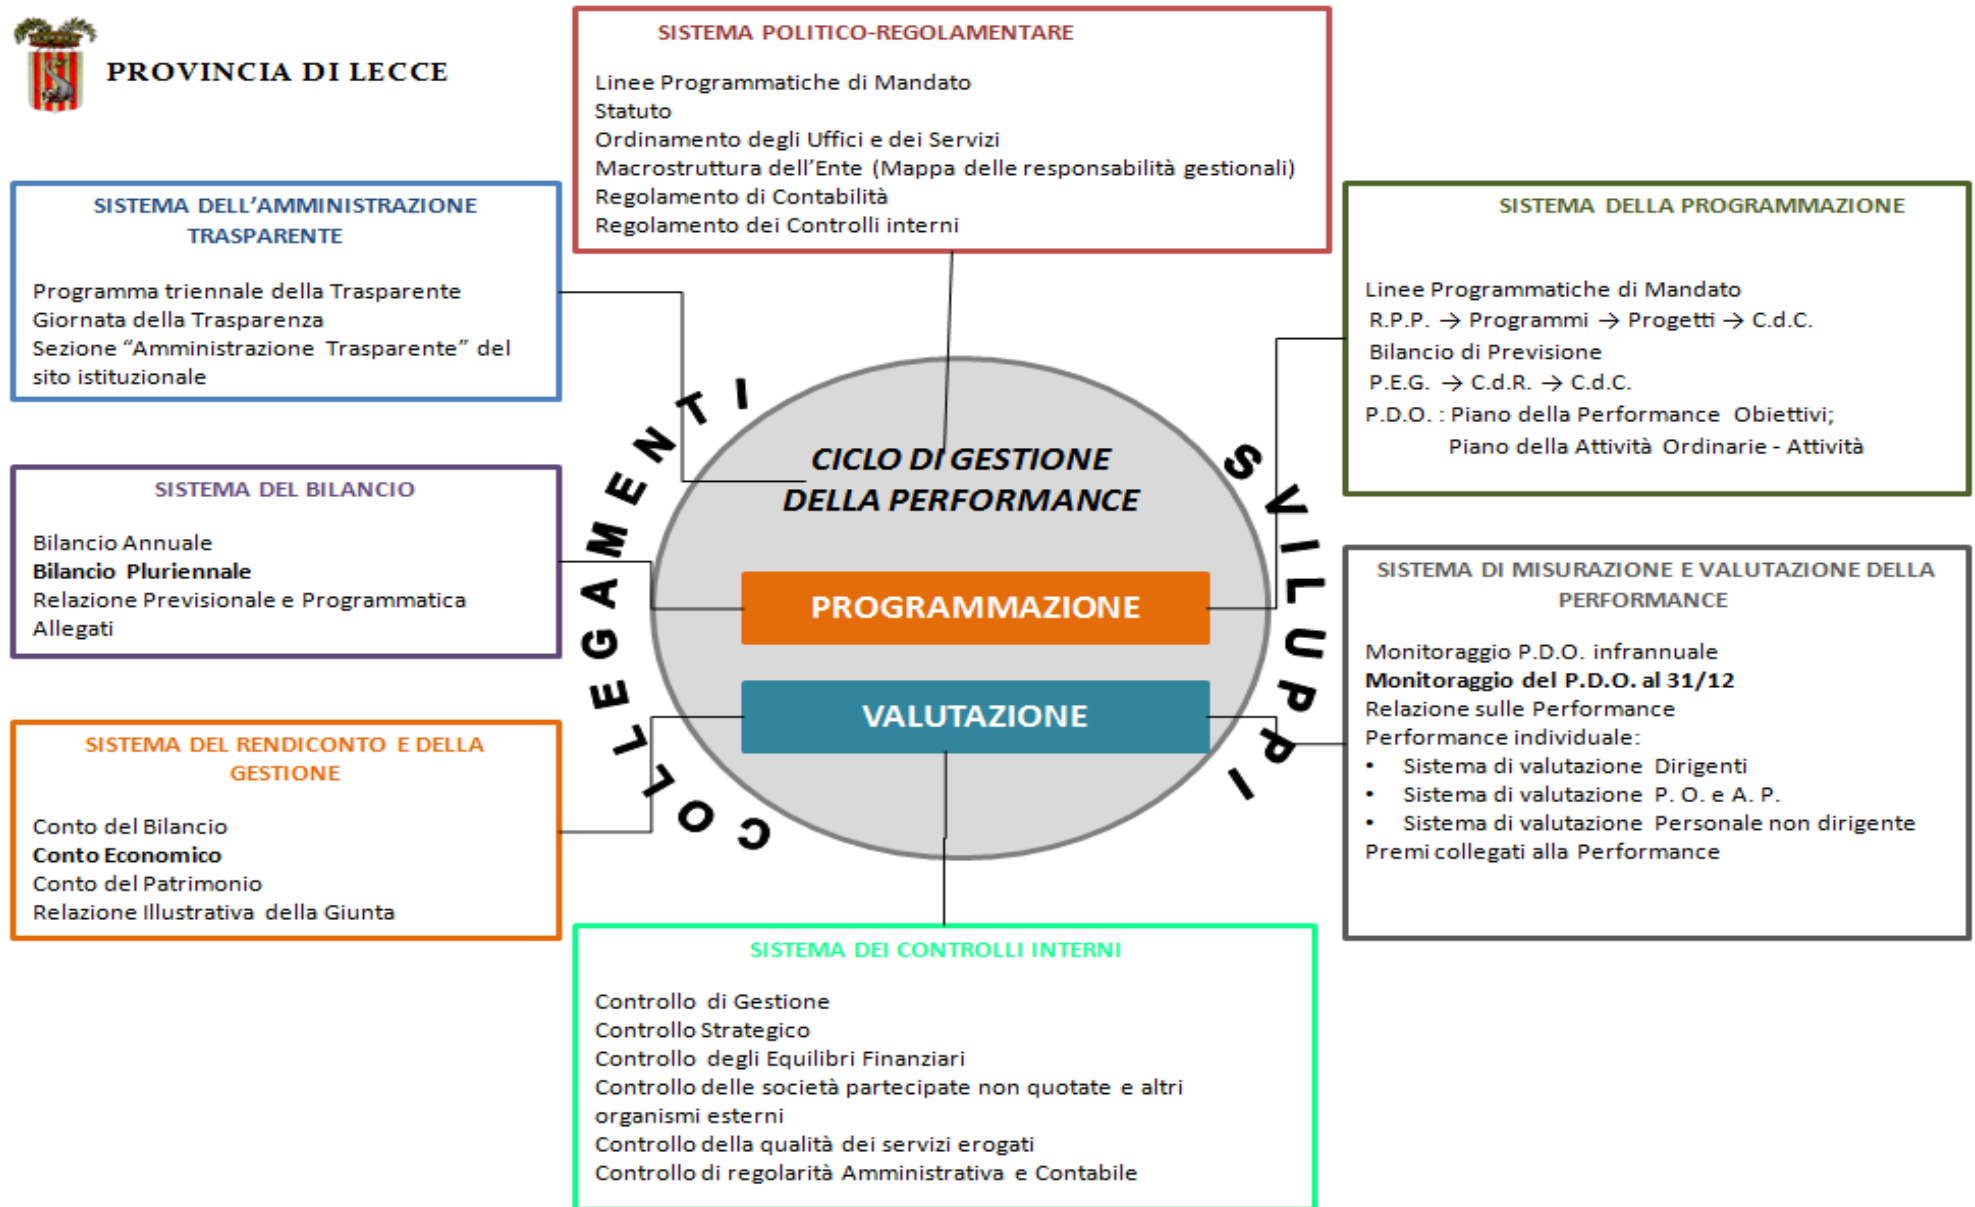 PROVINCIA DI LECCE
SISTEMA POLITICO-REGOLAMENTARE
Linee Programmatiche di Mandato
Statuto
Ordinamento degli Uffici e dei Servizi
Macrostruttura dell’Ente (Mappa delle responsabilità gestionali)
Regolamento di Contabilità
Regolamento dei Controlli interni
SISTEMA DELL’AMMINISTRAZIONE
TRASPARENTE
Programma triennale della Trasparente
Giornata della Trasparenza
Sezione “Amministrazione Trasparente” del
sito istituzionale
SISTEMA DELLA PROGRAMMAZIONE
Linee Programmatiche di Mandato
R.P.P. → Programmi → Progetti → C.d.C.
Bilancio di Previsione
P.E.G. → C.d.R. → C.d.C.
P.D.O. : Piano della Performance Obiettivi;
Piano della Attività Ordinarie - Attività
SISTEMA DEL BILANCIO
Bilancio Annuale
Bilancio Pluriennale
Relazione Previsionale e Programmatica
Allegati
COLLEGAMENTI
CICLO DI GESTIONE
DELLA PERFORMANCE
PROGRAMMAZIONE
VALUTAZIONE
SVILUPPI
SISTEMA DI MISURAZIONE E VALUTAZIONE DELLA
PERFORMANCE
Monitoraggio P.D.O. infrannuale
Monitoraggio del P.D.O. al 31/12
Relazione sulle Performance
Performance individuale:
• Sistema di valutazione Dirigenti
• Sistema di valutazione P. O. e A. P.
• Sistema di valutazione Personale non dirigente
Premi collegati alla Performance
SISTEMA DEL RENDICONTO E DELLA
GESTIONE
Conto del Bilancio
Conto Economico
Conto del Patrimonio
Relazione Illustrativa della Giunta
SISTEMA DEI CONTROLLI INTERNI
Controllo di Gestione
Controllo Strategico
Controllo degli Equilibri Finanziari
Controllo delle società partecipate non quotate e altri
organismi esterni
Controllo della qualità dei servizi erogati
Controllo di regolarità Amministrativa e Contabile